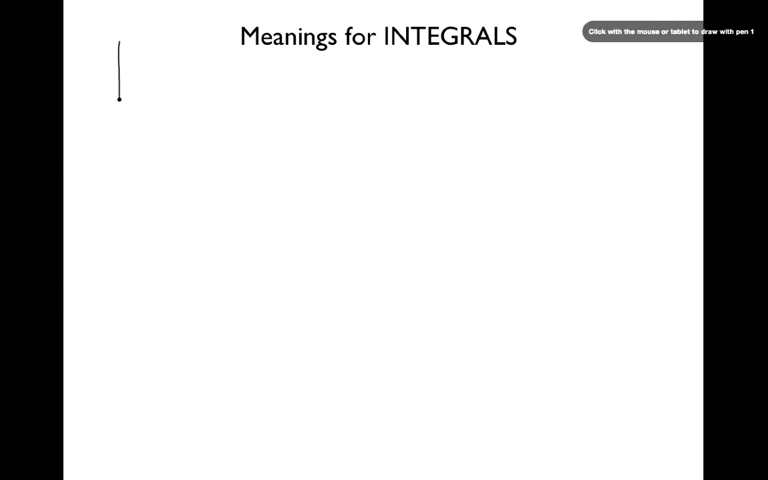 Meanings for INTEGRALS
Click with the mouse or tablet to draw with pen 1